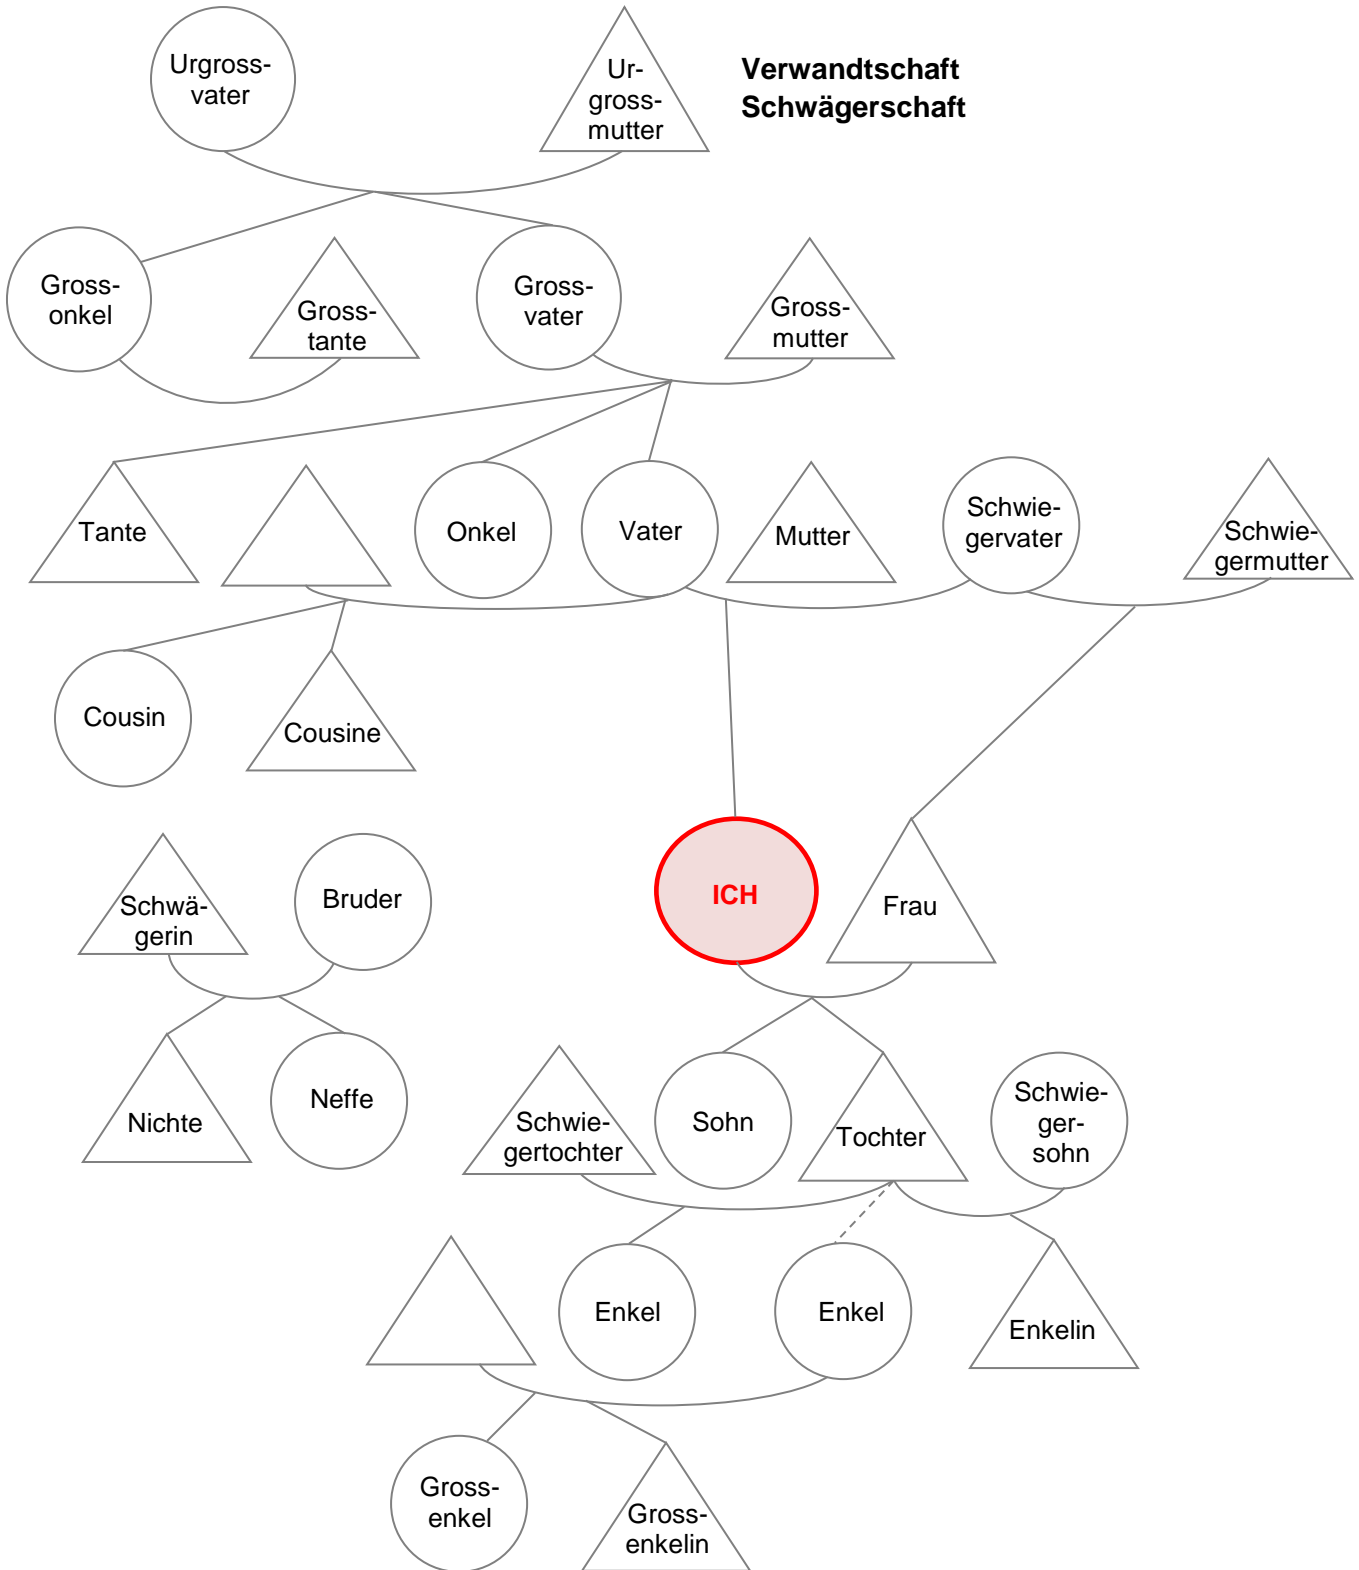 Urgross-
vater
Ur-
gross-
mutter
Verwandtschaft
Schwägerschaft
Gross-
onkel
Gross-
tante
Gross-
vater
Gross-
mutter
Tante
Onkel
Vater
Mutter
Schwie-
gervater
Schwie-
germutter
Cousin
Cousine
Schwä-
gerin
Bruder
ICH
Frau
Nichte
Neffe
Schwie-
gertochter
Sohn
Tochter
Schwie-
ger-
sohn
Enkel
Enkel
Enkelin
Gross-
enkel
Gross-
enkelin